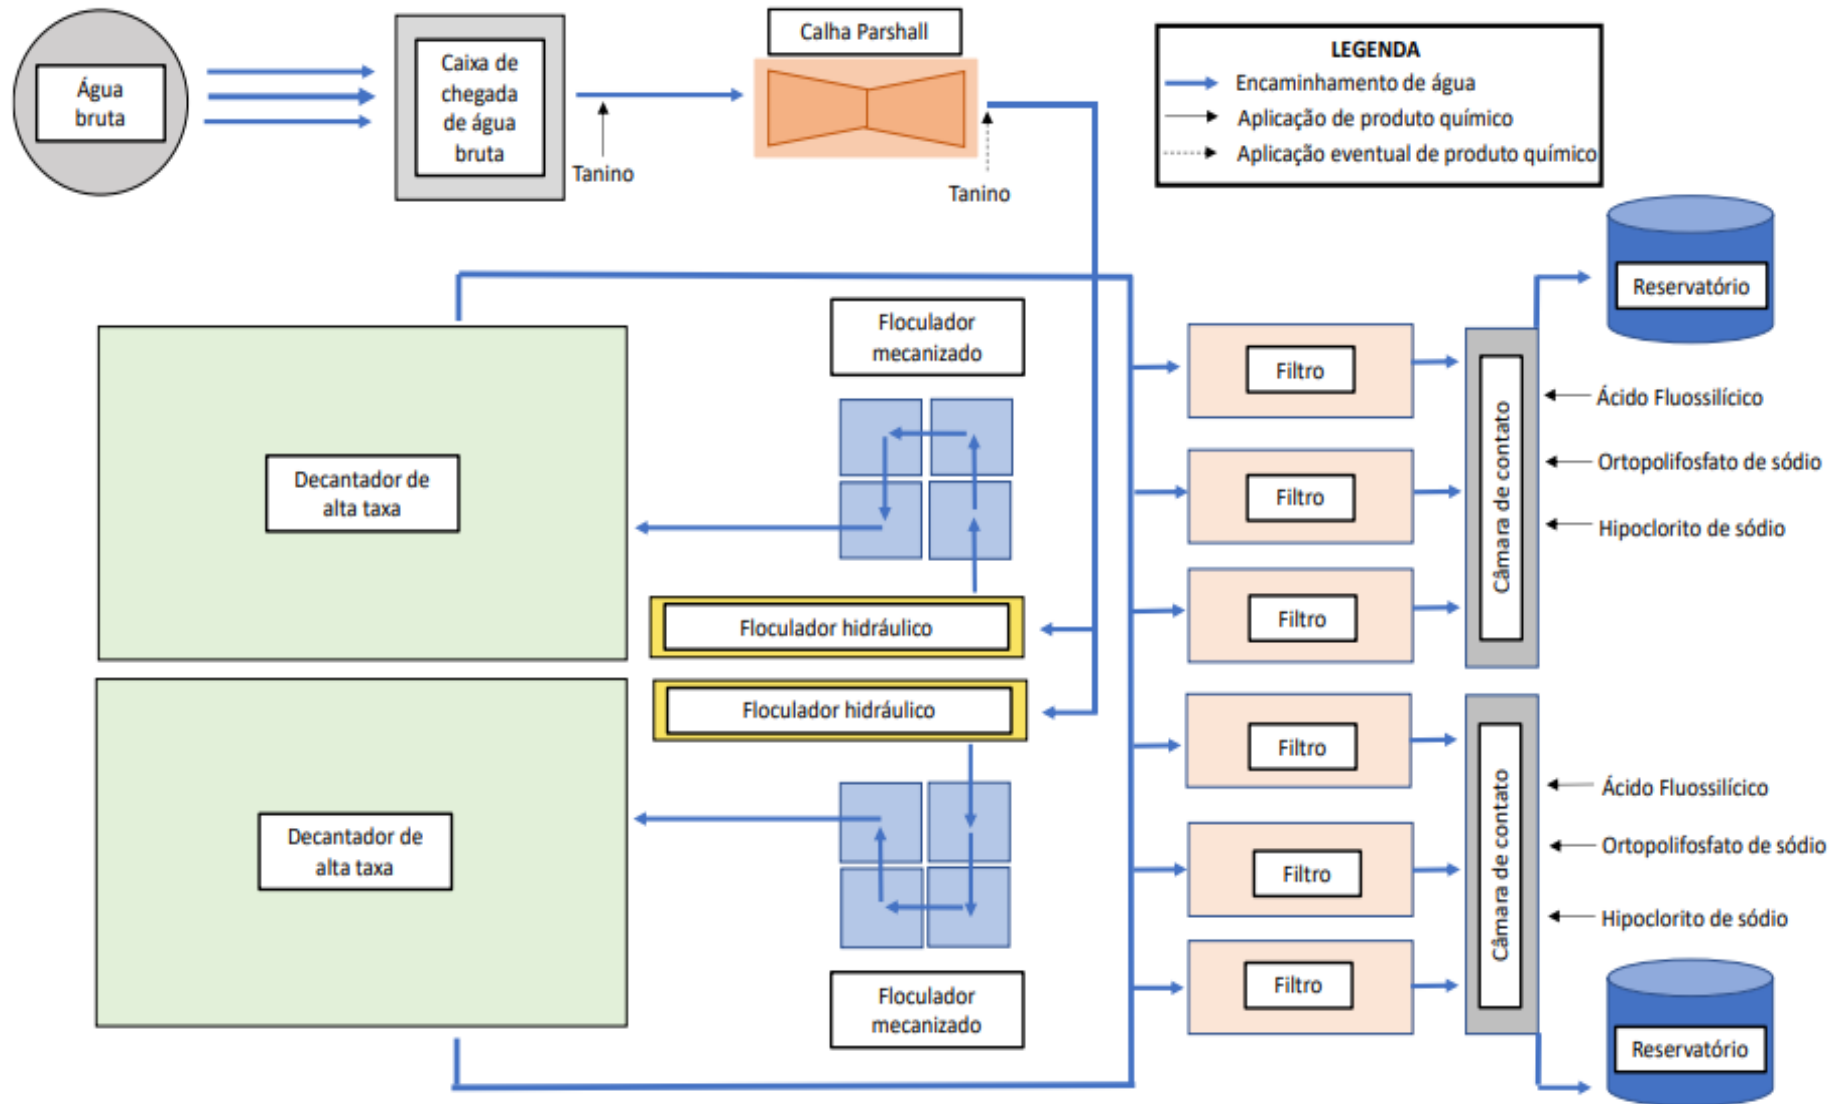 Água
bruta
Caixa de
chegada
de água
bruta
Tanino
Calha Parshall
Tanino
LEGENDA
Encaminhamento de água
Aplicação de produto químico
Aplicação eventual de produto químico
Reservatório
Floculador
mecanizado
Decantador de
alta taxa
Floculador hidráulico
Floculador hidráulico
Decantador de
alta taxa
Floculador
mecanizado
Filtro
Filtro
Filtro
Filtro
Filtro
Filtro
Câmara de contato
Ácido Fluossilícico
Ortopolifosfato de sódio
Hipoclorito de sódio
Câmara de contato
Ácido Fluossilícico
Ortopolifosfato de sódio
Hipoclorito de sódio
Reservatório